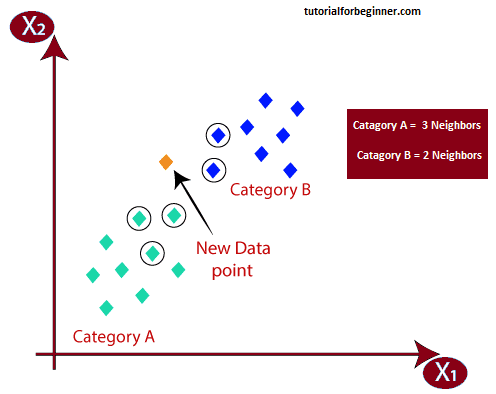 tutorialforbeginner.com
X2
Catagory A = 3 Neighbors
Catagory B = 2 Neighbors
Category B
New Data
point
Category A
X1